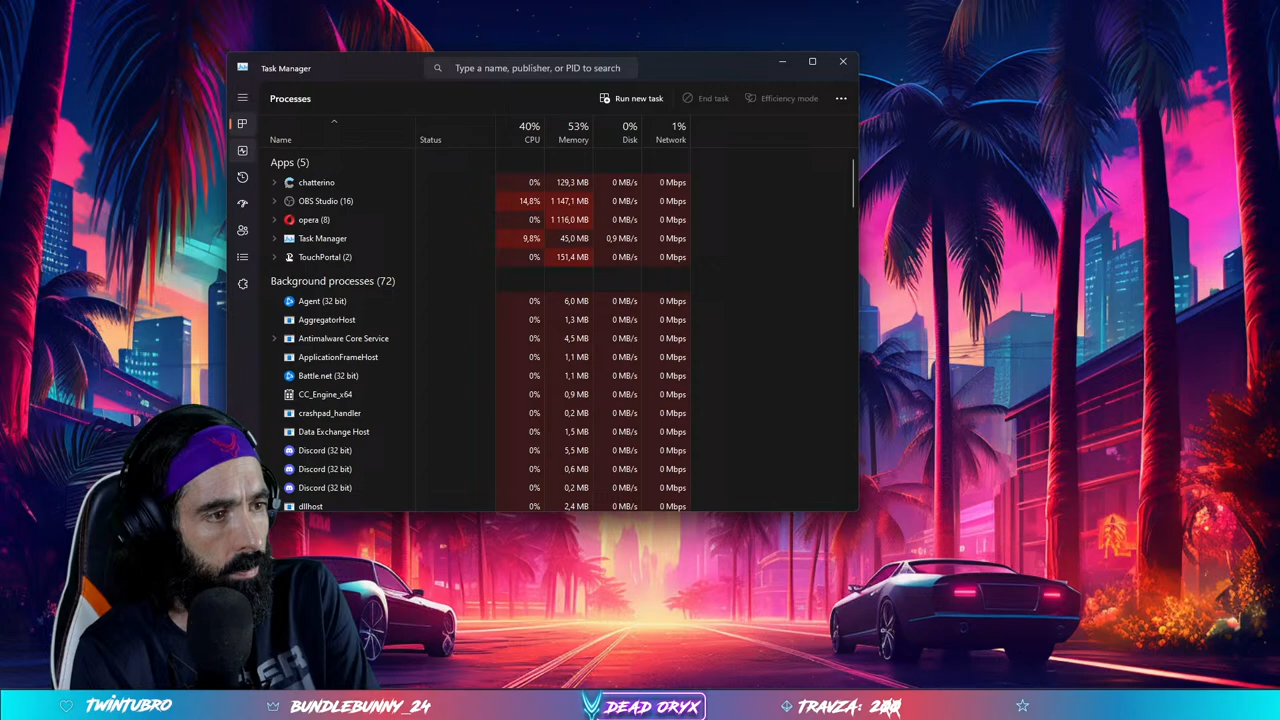 Task Manager
Type a name, publisher, or PID to search
Processes
Run new task
End task
Efficiency mode
40% 53% 0% 1%
Name Status CPU Memory Disk Network
Apps (5)
chatterino 0% 129,3 MB 0 MB/s 0 Mbps
OBS Studio (16) 14,8% 1 147,1 MB 0 MB/s 0 Mbps
opera (8) 0% 1 116,0 MB 0 MB/s 0 Mbps
Task Manager 9,8% 45,0 MB 0,9 MB/s 0 Mbps
TouchPortal (2) 0% 151,4 MB 0 MB/s 0 Mbps
Background processes (72)
Agent (32 bit) 0% 6,0 MB 0 MB/s 0 Mbps
AggregatorHost 0% 1,3 MB 0 MB/s 0 Mbps
Antimalware Core Service 0% 4,5 MB 0 MB/s 0 Mbps
ApplicationFrameHost 0% 1,1 MB 0 MB/s 0 Mbps
Battle.net (32 bit) 0% 1,1 MB 0 MB/s 0 Mbps
CC_Engine_x64 0% 0,9 MB 0 MB/s 0 Mbps
crashpad_handler 0% 0,2 MB 0 MB/s 0 Mbps
Data Exchange Host 0% 1,5 MB 0 MB/s 0 Mbps
Discord (32 bit) 0% 5,5 MB 0 MB/s 0 Mbps
Discord (32 bit) 0% 0,6 MB 0 MB/s 0 Mbps
Discord (32 bit) 0% 0,2 MB 0 MB/s 0 Mbps
dllhost 0% 2,4 MB 0 MB/s 0 Mbps
TWINTUBRO
BUNDLEBUNNY_24
DEAD ORYX
TRAVZA: 200